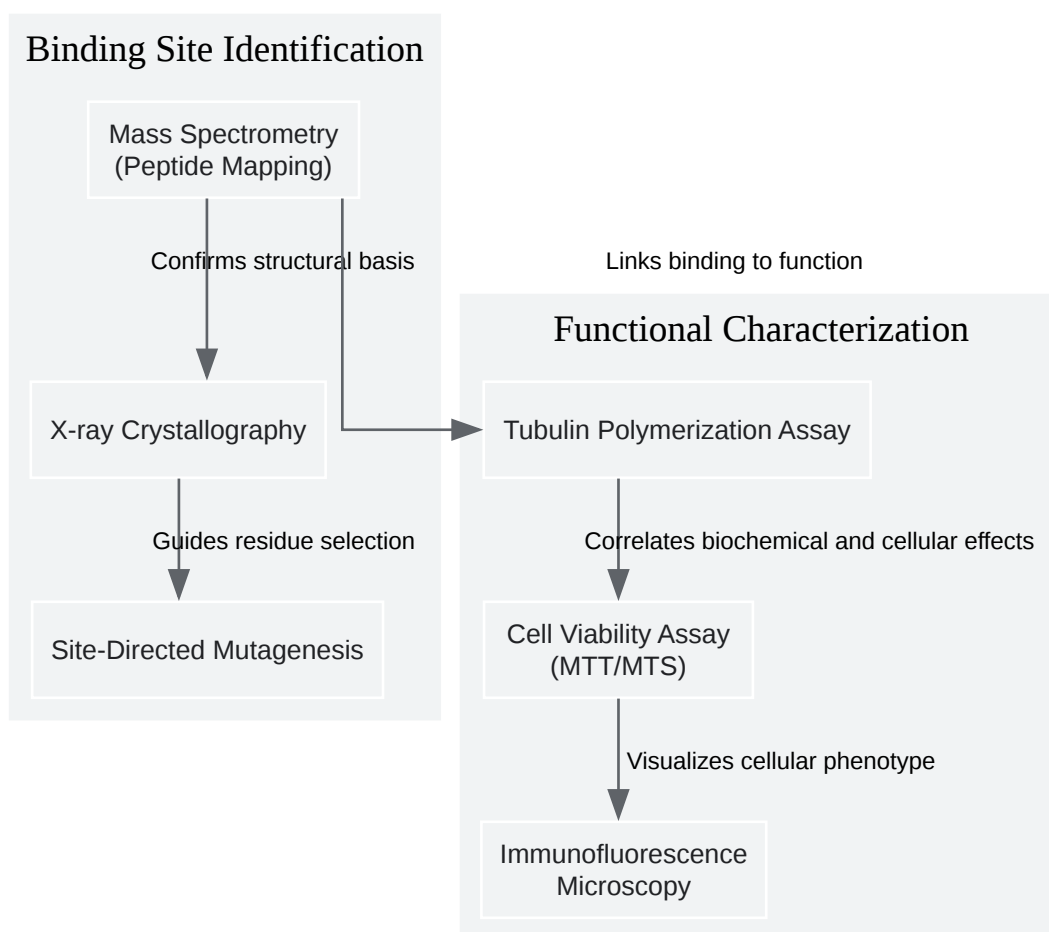 Binding Site Identification
Mass Spectrometry
(Peptide Mapping)
Confirms structural basis
Links binding to function
Functional Characterization
X-ray Crystallography
Tubulin Polymerization Assay
Guides residue selection
Correlates biochemical and cellular effects
Site-Directed Mutagenesis
Cell Viability Assay
(MTT/MTS)
Visualizes cellular phenotype
Immunofluorescence
Microscopy